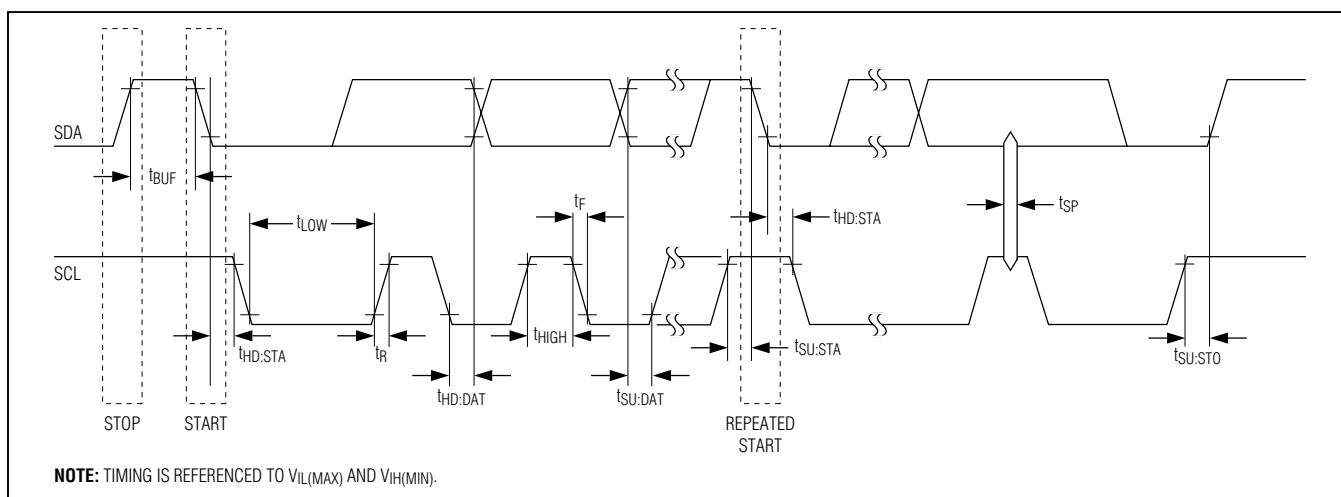 SDA
tBUF
tLOW
tF
tHD:STA
tSP
SCL
tHD:STA
tR
tHIGH
tSU:STA
tSU:STO
tHD:DAT
tSU:DAT
STOP
START
REPEATED
START
NOTE: TIMING IS REFERENCED TO VIL(MAX) AND VIH(MIN).